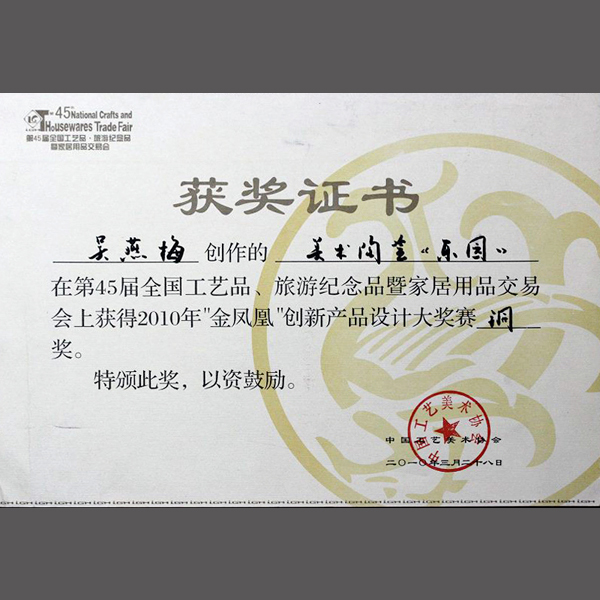 45th National Crafts and
Housewares Trade Fair
第45届全国工艺品·旅游纪念品
暨家居用品交易会
获奖证书
吴燕梅 创作的 美术陶壶《乐园》
在第45届全国工艺品、旅游纪念品暨家居用品交易
会上获得2010年"金凤凰"创新产品设计大奖赛 铜
奖。
特颁此奖，以资鼓励。
中国工艺美术协会
中国工艺美术协会
二〇一〇年三月二十八日